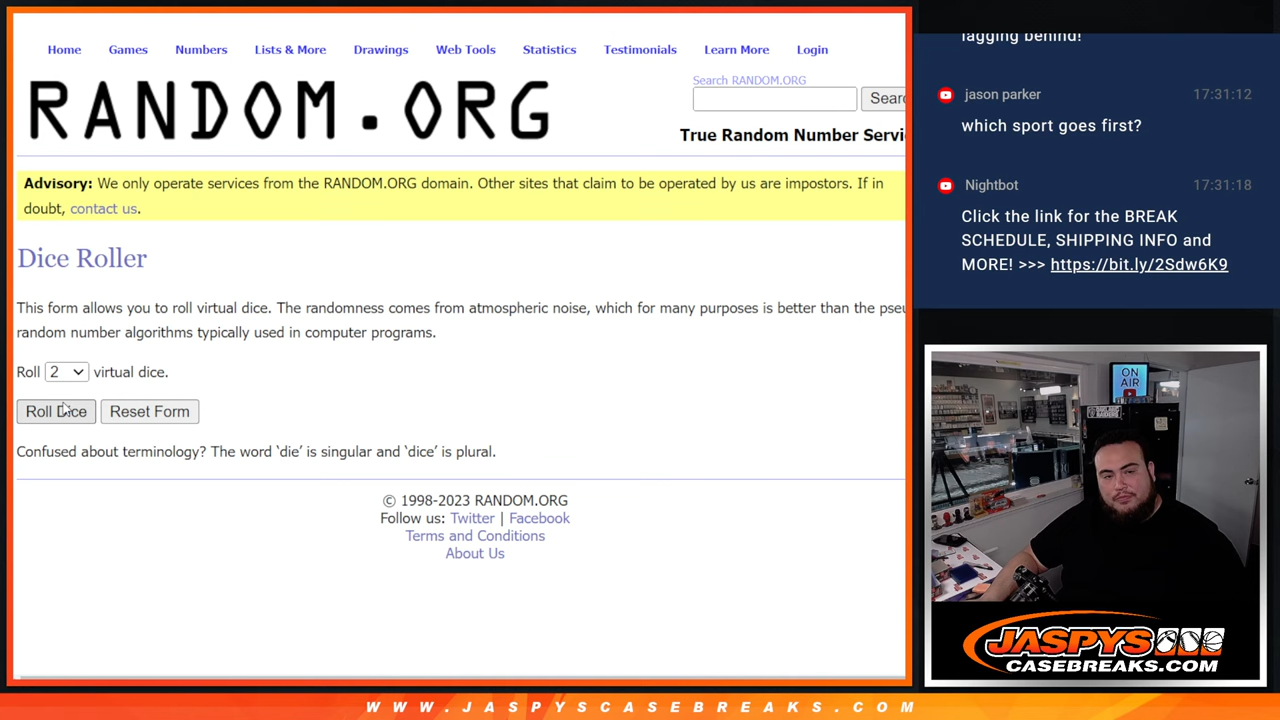 Home Games Numbers Lists & More Drawings Web Tools Statistics Testimonials Learn More Login
RANDOM.ORG
Search RANDOM.ORG
Searc
True Random Number Servi
Advisory: We only operate services from the RANDOM.ORG domain. Other sites that claim to be operated by us are impostors. If in
doubt, contact us.
Dice Roller
This form allows you to roll virtual dice. The randomness comes from atmospheric noise, which for many purposes is better than the pseu
random number algorithms typically used in computer programs.
Roll 2 virtual dice.
Roll Dice Reset Form
Confused about terminology? The word ‘die’ is singular and ‘dice’ is plural.
© 1998-2023 RANDOM.ORG
Follow us: Twitter | Facebook
Terms and Conditions
About Us
lagging behind!
jason parker 17:31:12
which sport goes first?
Nightbot 17:31:18
Click the link for the BREAK
SCHEDULE, SHIPPING INFO and
MORE! >>> https://bit.ly/2Sdw6K9
ON
AIR
JASPYS
CASEBREAKS.COM
WWW.JASPYSCASEBREAKS.COM